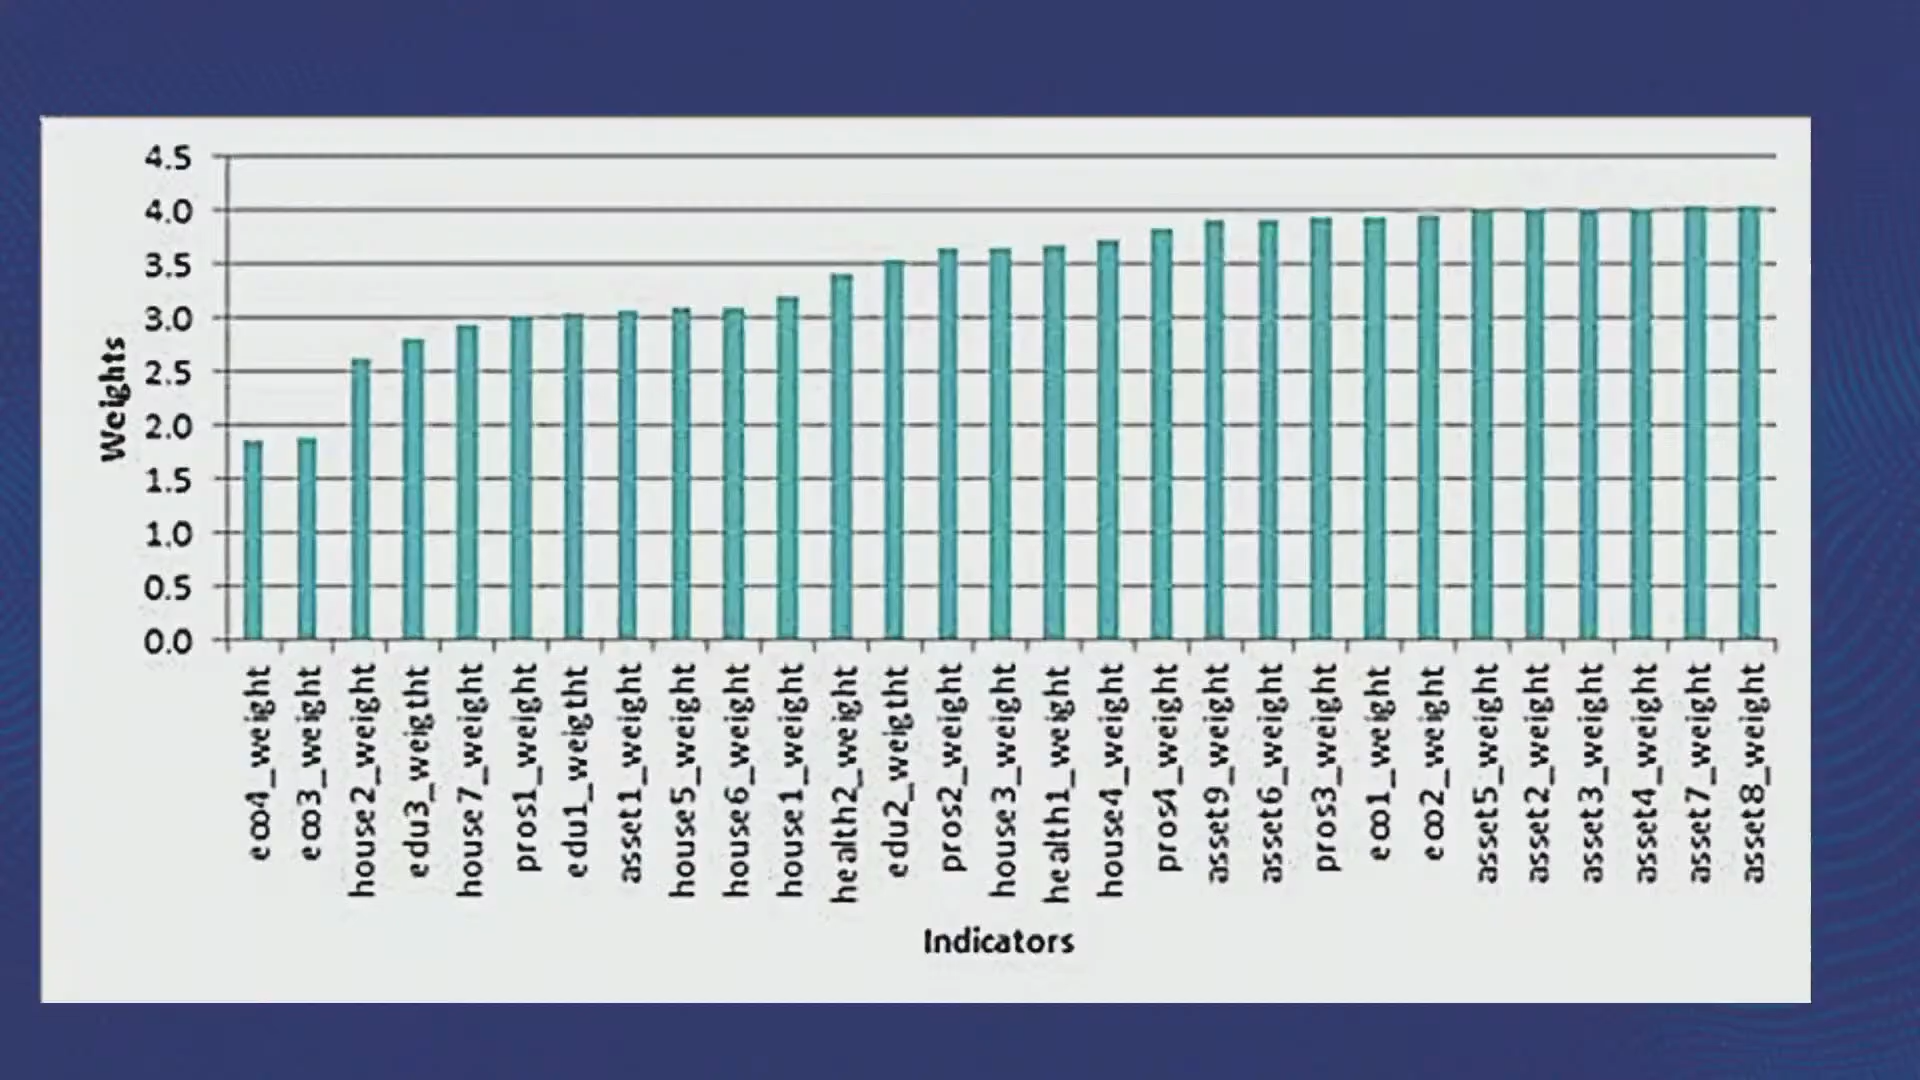 4.5
4.0
3.5
3.0
2.5
2.0
1.5
1.0
0.5
0.0
Weights
eco4_weight
eco3_weight
house2_weight
edu3_weigtht
house7_weight
pros1_weight
edu1_weigtht
asset1_weight
house5_weight
house6_weight
house1_weight
health2_weight
edu2_weigtht
pros2_weight
house3_weight
health1_weight
house4_weight
pros4_weight
asset9_weight
asset6_weight
pros3_weight
eco1_weight
eco2_weight
asset5_weight
asset2_weight
asset3_weight
asset4_weight
asset7_weight
asset8_weight
Indicators